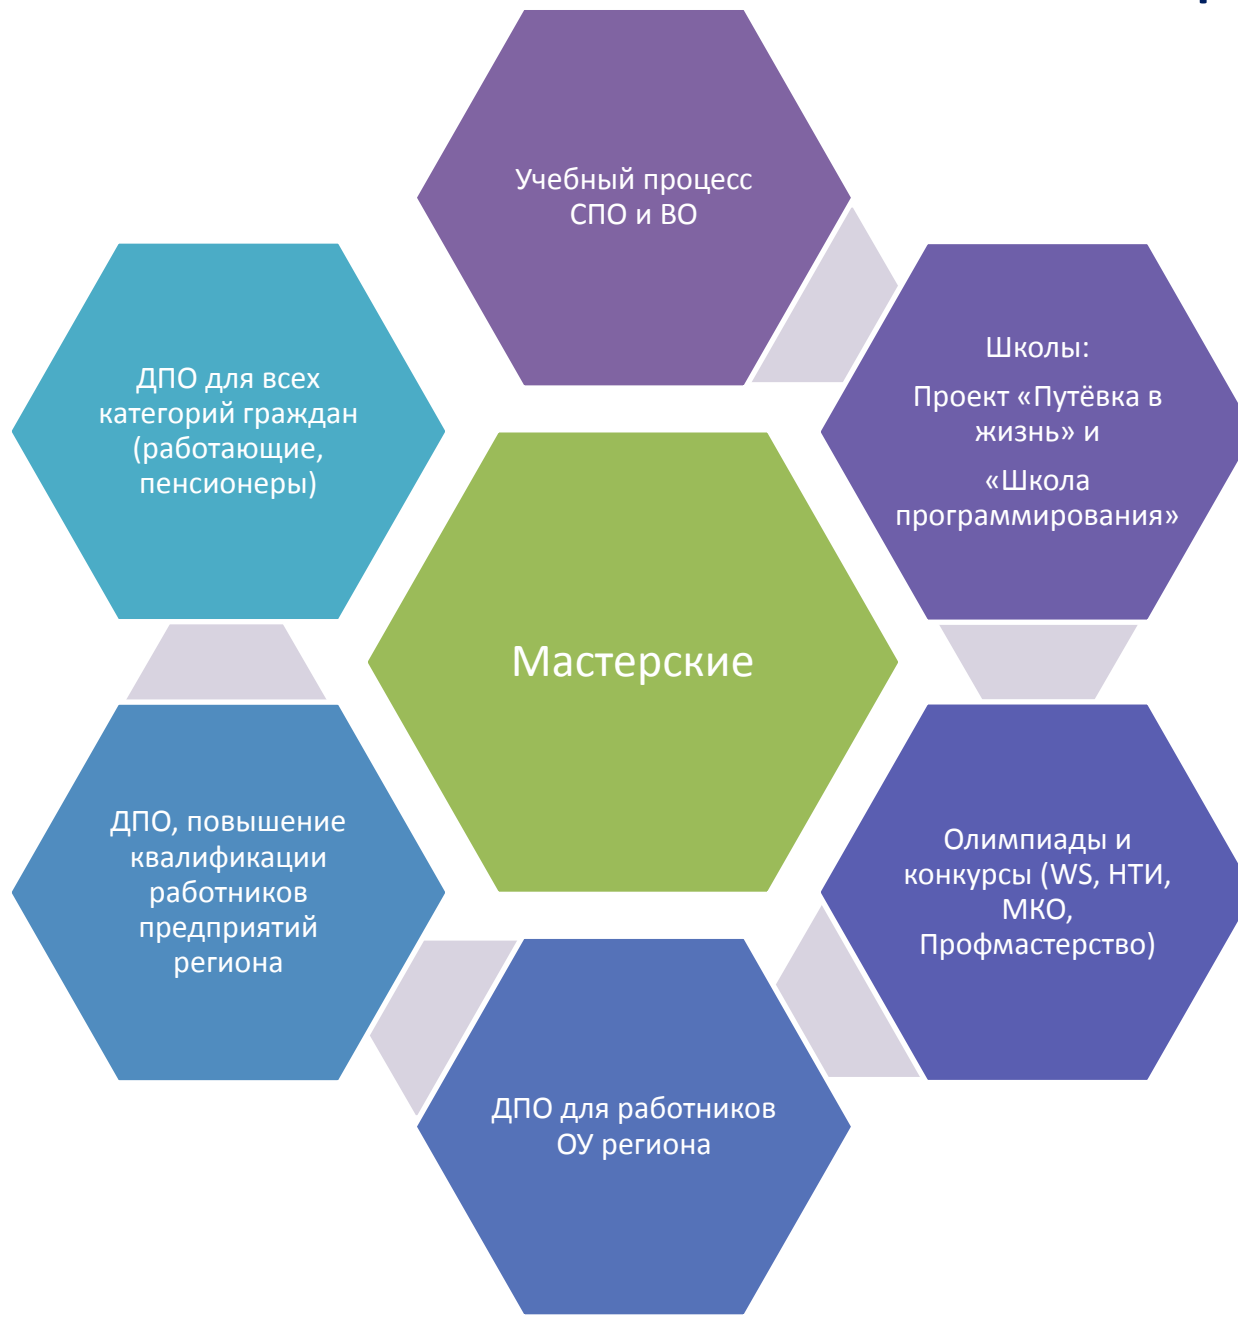 Учебный процесс
СПО и ВО
Школы:
Проект «Путёвка в
жизнь» и
«Школа
программирования»
ДПО для всех
категорий граждан
(работающие,
пенсионеры)
Мастерские
Олимпиады и
конкурсы (WS, НТИ,
МКО,
Профмастерство)
ДПО, повышение
квалификации
работников
предприятий
региона
ДПО для работников
ОУ региона